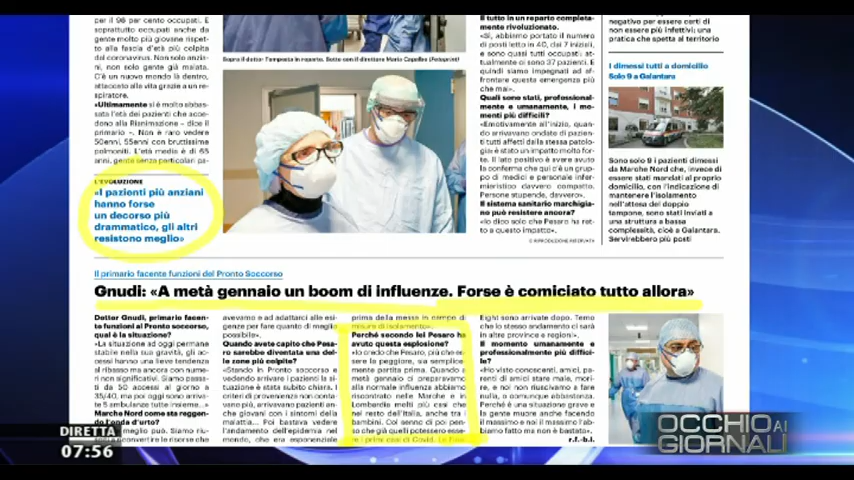 per il 96 per cento occupati. E
soprattutto occupati anche da
gente molto più giovane rispet-
to alla fascia d'età più colpita
dal coronavirus. Non solo anzia-
ni, non solo gente già malata.
C'è un nuovo mondo là dentro,
attaccato alla vita grazie a un re-
spiratore.
«Ultimamente si è molto abbas-
sata l'età dei pazienti che accedo-
no alla Rianimazione – dice il
primario –. Non è raro vedere
50enni, 55enni con bruttissime
polmoniti. L'età media è di 65
anni, gente senza particolari pa-
L'EVOLUZIONE
«I pazienti più anziani
hanno forse
un decorso più
drammatico, gli altri
resistono meglio»
Sopra il dottor Tempesta in reparto. Sotto con il direttore Maria Capalbo (Fotoprint)
Il tutto in un reparto completa-
mente rivoluzionato.
«Sì, abbiamo portato il numero
di posti letto in 40, dai 7 iniziali,
e sono quasi tutti occupati: at-
tualmente ci sono 37 pazienti. E
quindi siamo impegnati ad af-
frontare questa emergenza più
che mai».
Quali sono stati, professional-
mente e umanamente, i mo-
menti più difficili?
«Emotivamente all'inizio, quan-
do arrivavano ondate di pazien-
ti tutti affetti dalla stessa patolo-
gia è stato un impatto molto for-
te. Il lato positivo è avere avuto
la conferma che qui c'è un grup-
po di medici e personale infer-
mieristico davvero compatto.
Persone stupende, davvero».
Il sistema sanitario marchigia-
no può resistere ancora?
«Io dico solo che Pesaro ha ret-
to a questo impatto».
© RIPRODUZIONE RISERVATA
negativo per essere certi di
non essere più infettivi; una
pratica che spetta al territorio
I dimessi tutti a domicilio
Solo 9 a Galantara
Sono solo 9 i pazienti dimessi
da Marche Nord che, invece di
essere stati mandati al proprio
domicilio, con l'indicazione di
mantenere l'isolamento
nell'attesa del doppio
tampone, sono stati inviati a
una struttura a bassa
complessità, cioè a Galantara.
Servirebbero più posti
Il primario facente funzioni del Pronto Soccorso
Gnudi: «A metà gennaio un boom di influenze. Forse è comiciato tutto allora»
Dottor Gnudi, primario facen-
te funzioni al Pronto soccorso,
qual è la situazione?
«La situazione ad oggi permane
stabile nella sua gravità, gli ac-
cessi hanno una lieve tendenza
al ribasso ma ancora con nume-
ri non significativi. Siamo passa-
ti da 50 accessi al giorno a
35/40, ma poi oggi sono arriva-
te 5 ambulanze tutte insieme...»
Marche Nord come sta reggen-
do l'onda d'urto?
avevamo e ad adattarci alle esi-
genze per fare quanto di meglio
possibile».
Quando avete capito che Pesa-
ro sarebbe diventata una del-
le zone più colpite?
«Stando in Pronto soccorso e
vedendo arrivare i pazienti la si-
tuazione è stata subito chiara. I
criteri di provenienza non conta-
vano più, arrivavano pazienti an-
che giovani con i sintomi della
malattia... Poi bastava vedere
l'andamento dell'epidemia nel
mondo, che era esponenziale
prima della messa in campo di
misure di isolamento».
Perché secondo lei Pesaro ha
avuto questa esplosione?
«Io credo che Pesaro, più che es-
sere la peggiore, sia semplice-
mente partita prima. Quando a
metà gennaio ci preparavamo
alla normale influenza abbiamo
riscontrato nelle Marche e in
Lombardia molti più casi che
nel resto d'Italia, anche tra i
bambini. Col senno di poi pen-
so che già quelli potessero esse-
re i primi casi di Covid.
Eight sono arrivate dopo. Temo
che lo stesso andamento ci sarà
in altre province e regioni».
Il momento umanamente e
professionalmente più diffici-
le?
«Ho visto conoscenti, amici, pa-
renti di amici stare male, mori-
re, e noi non riuscivamo a fare
nulla, o comunque abbastanza.
Perché è una situazione grave e
la gente muore anche facendo
il massimo e noi il massimo l'ab-
biamo fatto ma non è bastato».
r.f.-b.i.
DIRETTA
07:56
OCCHIO AI
GIORNALI